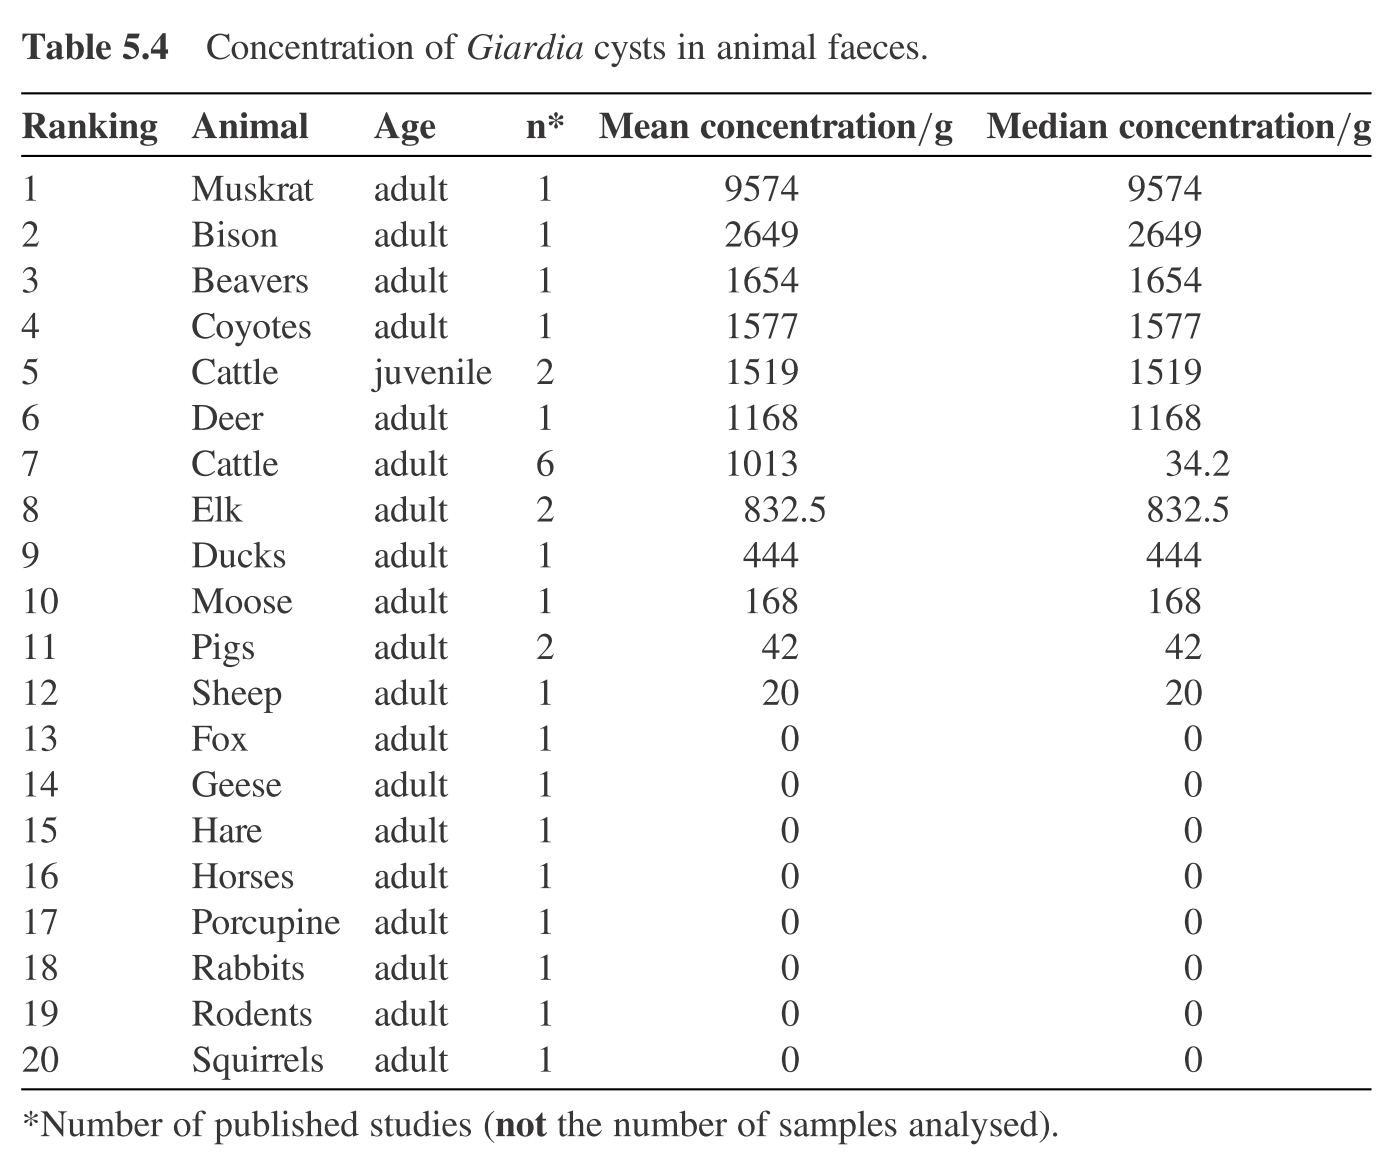 Table 5.4 Concentration of Giardia cysts in animal faeces.
Ranking Animal Age n* Mean concentration/g Median concentration/g
1 Muskrat adult 1 9574 9574
2 Bison adult 1 2649 2649
3 Beavers adult 1 1654 1654
4 Coyotes adult 1 1577 1577
5 Cattle juvenile 2 1519 1519
6 Deer adult 1 1168 1168
7 Cattle adult 6 1013 34.2
8 Elk adult 2 832.5 832.5
9 Ducks adult 1 444 444
10 Moose adult 1 168 168
11 Pigs adult 2 42 42
12 Sheep adult 1 20 20
13 Fox adult 1 0 0
14 Geese adult 1 0 0
15 Hare adult 1 0 0
16 Horses adult 1 0 0
17 Porcupine adult 1 0 0
18 Rabbits adult 1 0 0
19 Rodents adult 1 0 0
20 Squirrels adult 1 0 0
*Number of published studies (not the number of samples analysed).